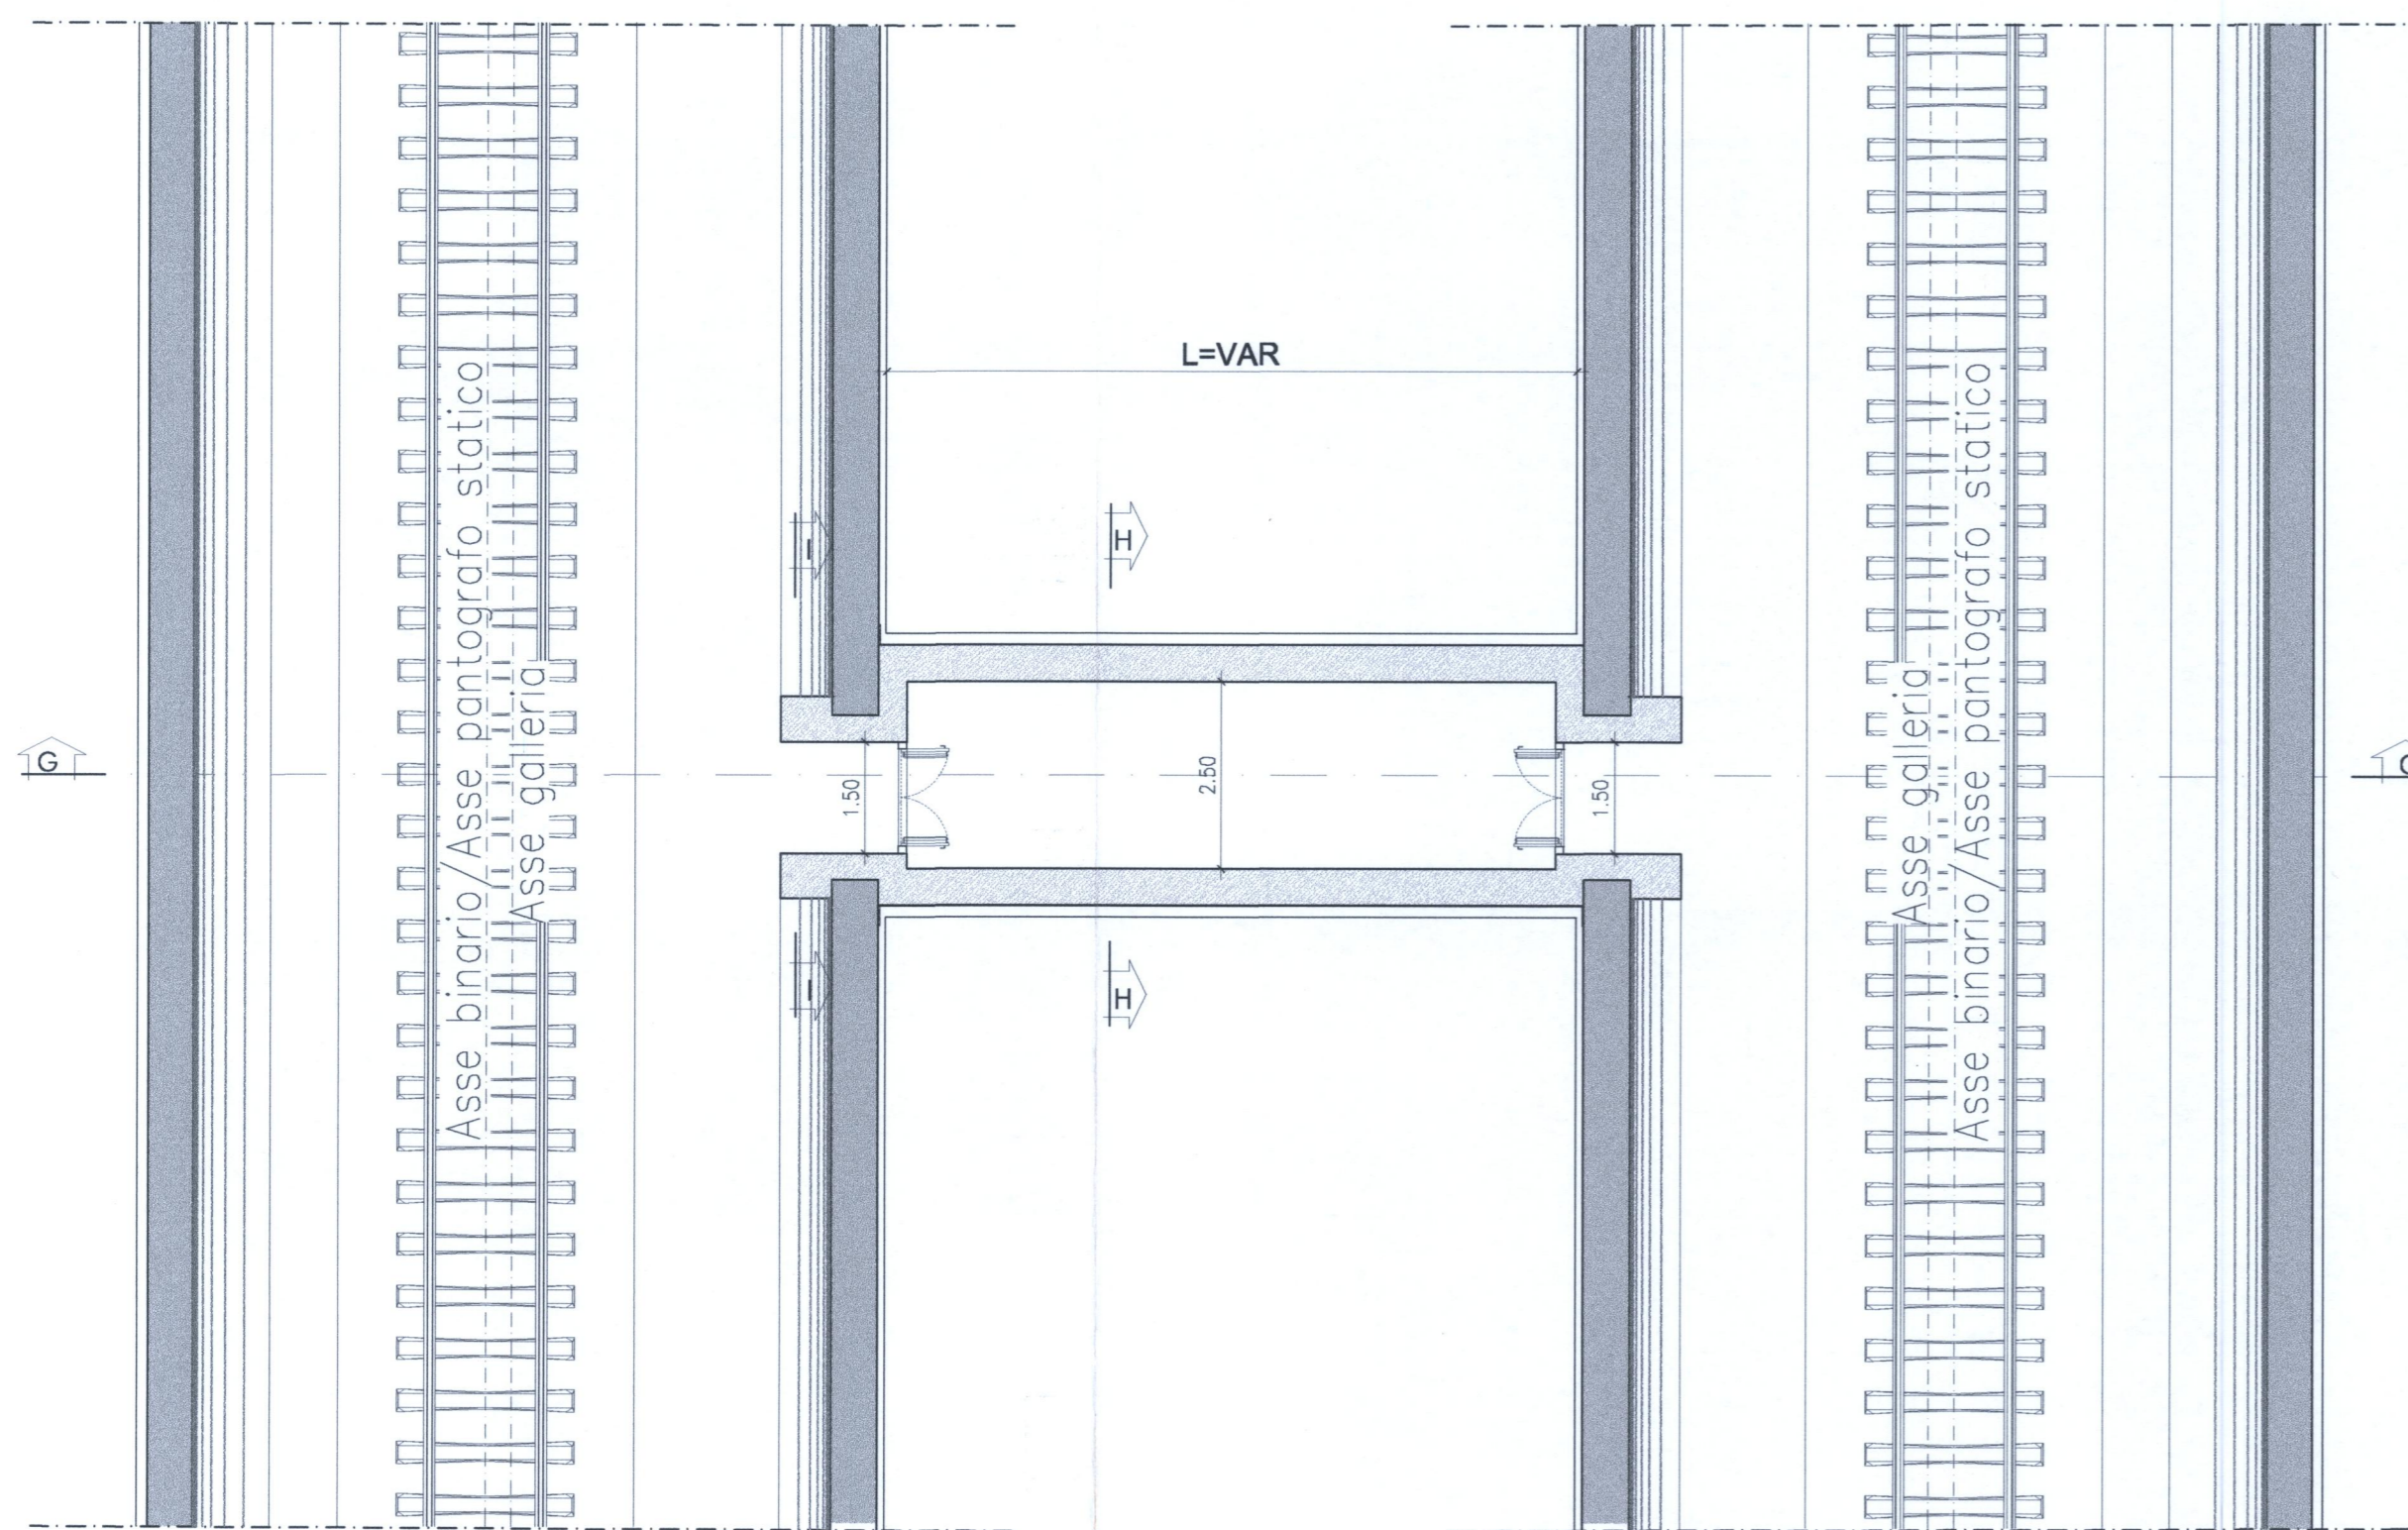 L=VAR
I
H
Asse binario/Asse pantografo statico
Asse galleria
Asse galleria
Asse binario/Asse pantografo statico
G
1.50
2.50
1.50
I
H